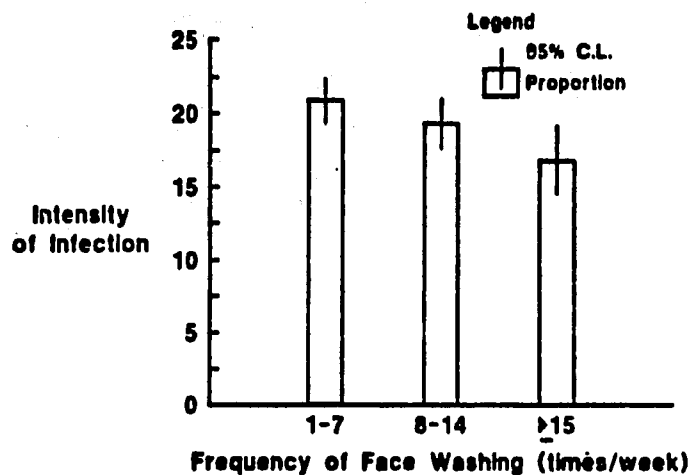 Legend
95% C.L.
Proportion
25
20
15
10
5
0
Intensity
of Infection
1-7
8-14
≥15
Frequency of Face Washing (times/week)